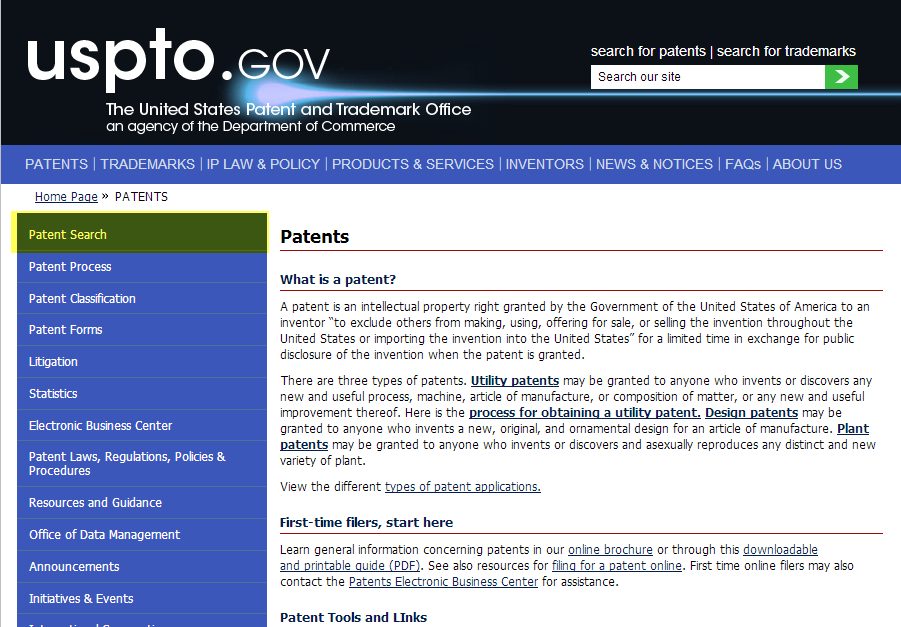 uspto.GOV
The United States Patent and Trademark Office
an agency of the Department of Commerce
search for patents | search for trademarks
Search our site
PATENTS | TRADEMARKS | IP LAW & POLICY | PRODUCTS & SERVICES | INVENTORS | NEWS & NOTICES | FAQs | ABOUT US
Home Page » PATENTS
Patent Search
Patent Process
Patent Classification
Patent Forms
Litigation
Statistics
Electronic Business Center
Patent Laws, Regulations, Policies &
Procedures
Resources and Guidance
Office of Data Management
Announcements
Initiatives & Events
Patents
What is a patent?
A patent is an intellectual property right granted by the Government of the United States of America to an
inventor “to exclude others from making, using, offering for sale, or selling the invention throughout the
United States or importing the invention into the United States” for a limited time in exchange for public
disclosure of the invention when the patent is granted.
There are three types of patents. Utility patents may be granted to anyone who invents or discovers any
new and useful process, machine, article of manufacture, or composition of matter, or any new and useful
improvement thereof. Here is the process for obtaining a utility patent. Design patents may be
granted to anyone who invents a new, original, and ornamental design for an article of manufacture. Plant
patents may be granted to anyone who invents or discovers and asexually reproduces any distinct and new
variety of plant.
View the different types of patent applications.
First-time filers, start here
Learn general information concerning patents in our online brochure or through this downloadable
and printable guide (PDF). See also resources for filing for a patent online. First time online filers may also
contact the Patents Electronic Business Center for assistance.
Patent Tools and LInks